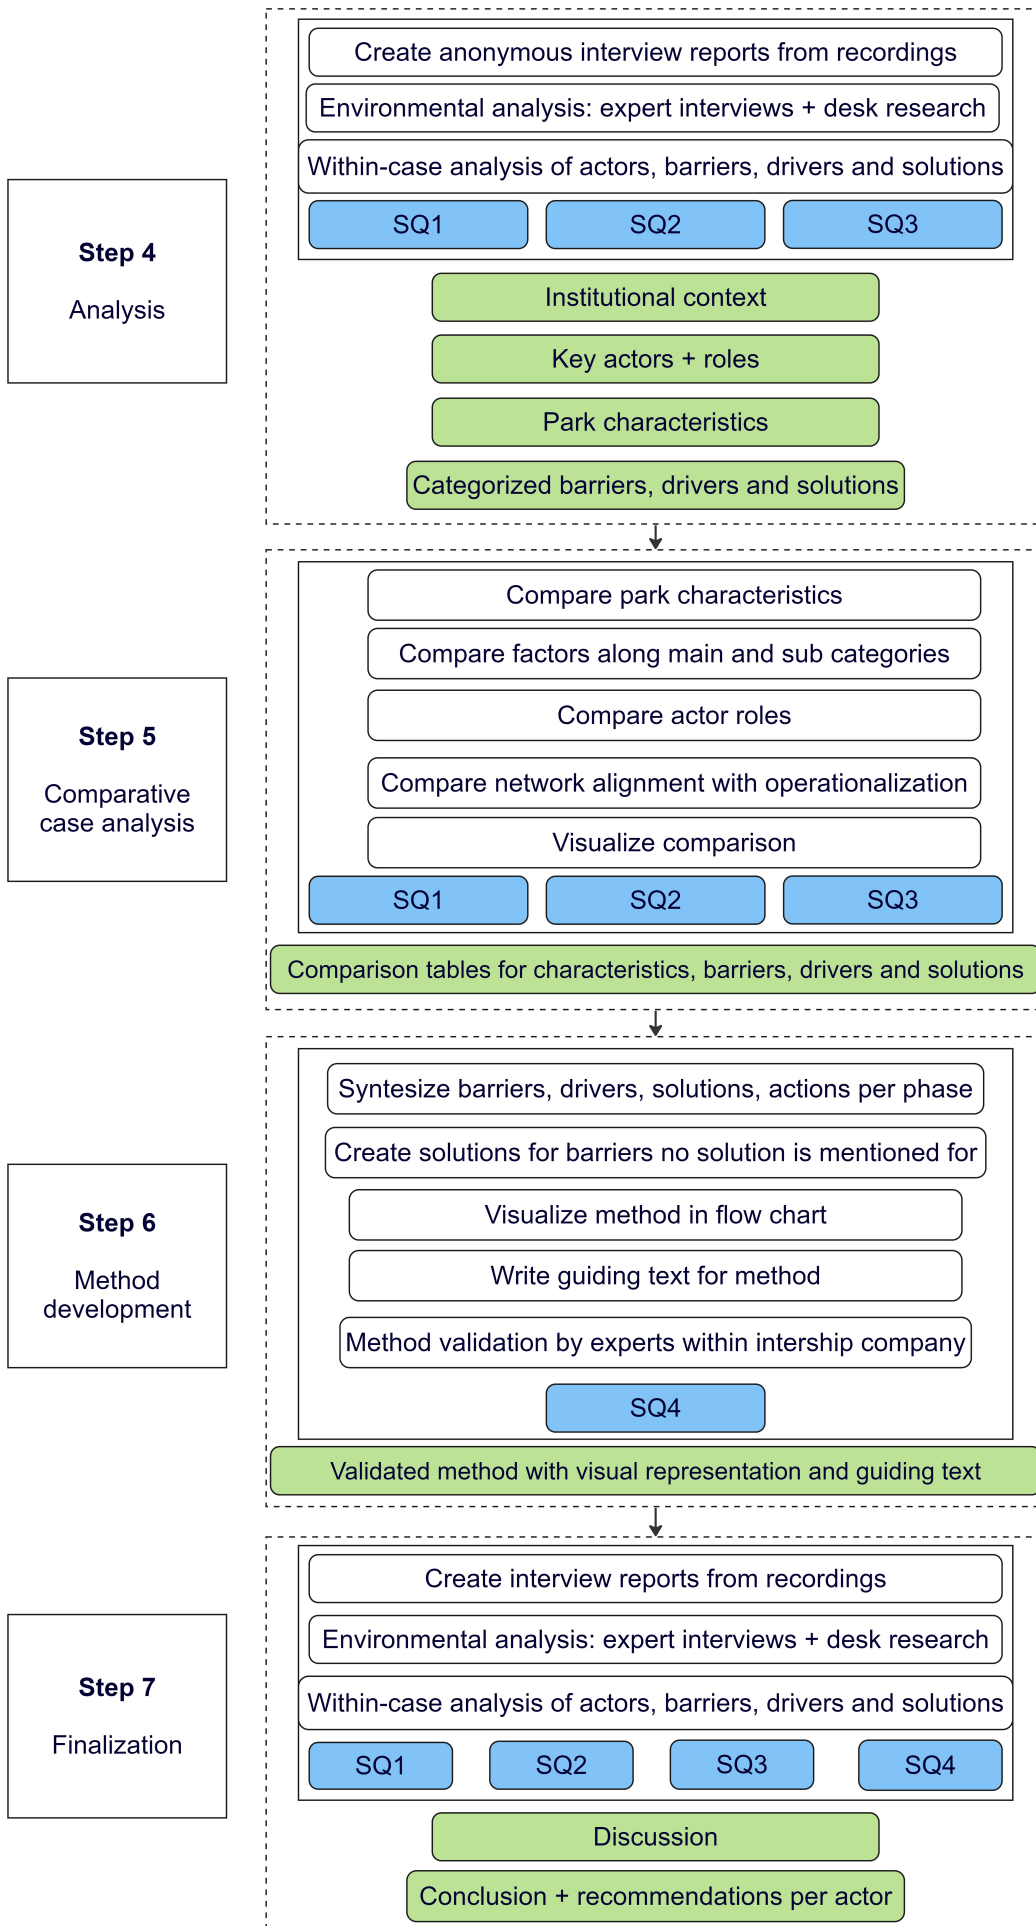 Create anonymous interview reports from recordings
Environmental analysis: expert interviews + desk research
Within-case analysis of actors, barriers, drivers and solutions
Step 4
Analysis
SQ1
SQ2
SQ3
Institutional context
Key actors + roles
Park characteristics
Categorized barriers, drivers and solutions
Step 5
Comparative
case analysis
Compare park characteristics
Compare factors along main and sub categories
Compare actor roles
Compare network alignment with operationalization
Visualize comparison
SQ1
SQ2
SQ3
Comparison tables for characteristics, barriers, drivers and solutions
Step 6
Method
development
Syntesize barriers, drivers, solutions, actions per phase
Create solutions for barriers no solution is mentioned for
Visualize method in flow chart
Write guiding text for method
Method validation by experts within intership company
SQ4
Validated method with visual representation and guiding text
Step 7
Finalization
Create interview reports from recordings
Environmental analysis: expert interviews + desk research
Within-case analysis of actors, barriers, drivers and solutions
SQ1
SQ2
SQ3
SQ4
Discussion
Conclusion + recommendations per actor